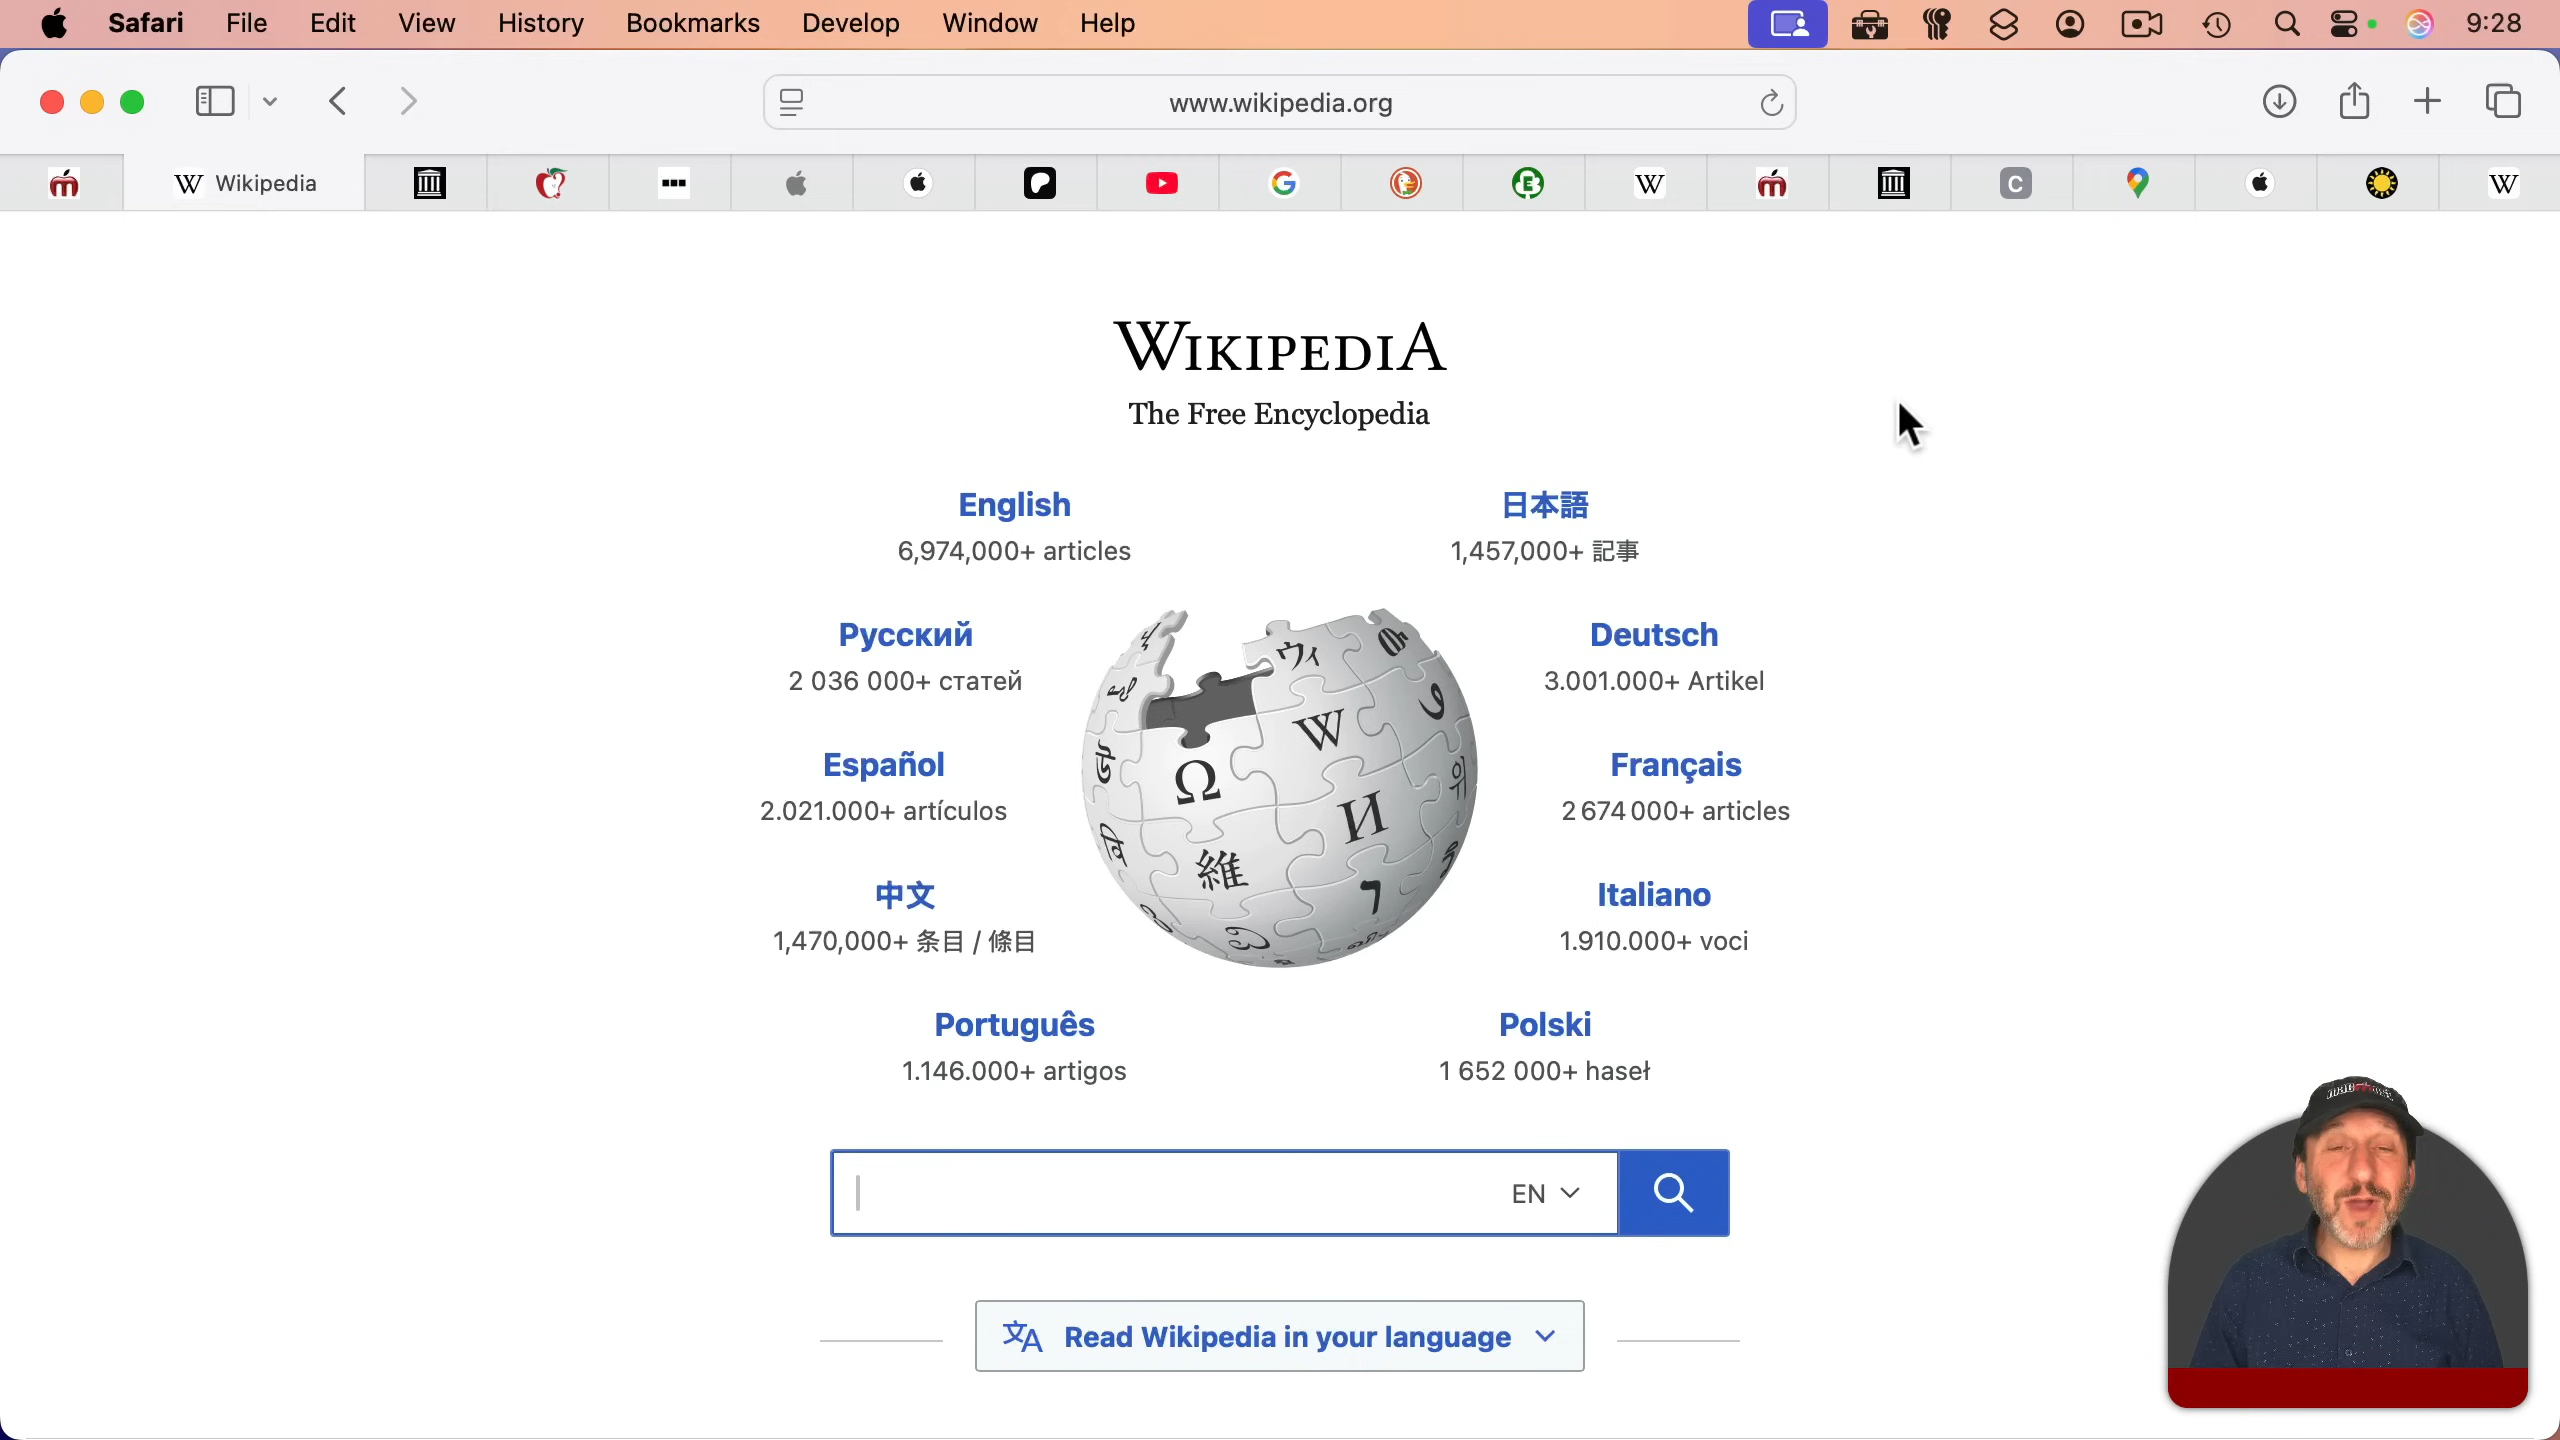 Safari File Edit View History Bookmarks Develop Window Help 9:28
www.wikipedia.org
W Wikipedia
WIKIPEDIA
The Free Encyclopedia
English
6,974,000+ articles
日本語
1,457,000+ 記事
Русский
2 036 000+ статей
Deutsch
3.001.000+ Artikel
Español
2.021.000+ artículos
Français
2 674 000+ articles
中文
1,470,000+ 条目 / 條目
Italiano
1.910.000+ voci
Português
1.146.000+ artigos
Polski
1 652 000+ haseł
Ω W И 維 ウィ
EN
Read Wikipedia in your language